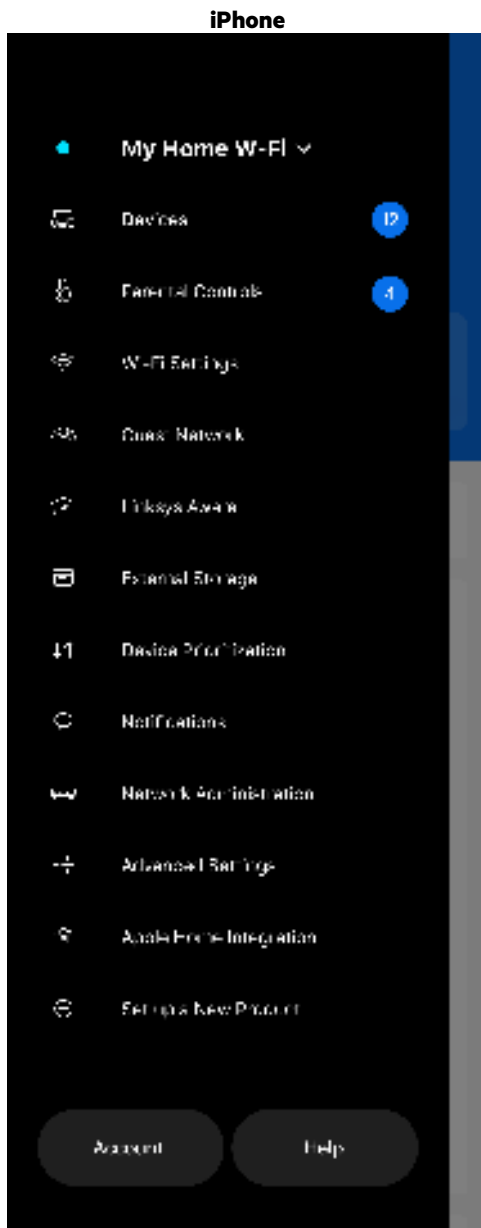 iPhone
My Home W-Fi
Devices
12
Parental Controls
4
Wi-Fi Settings
Guest Network
Linksys Aware
External Storage
Device Prioritization
Notifications
Network Administration
Advanced Settings
Apple Home Integration
Set up a New Product
Account
Help